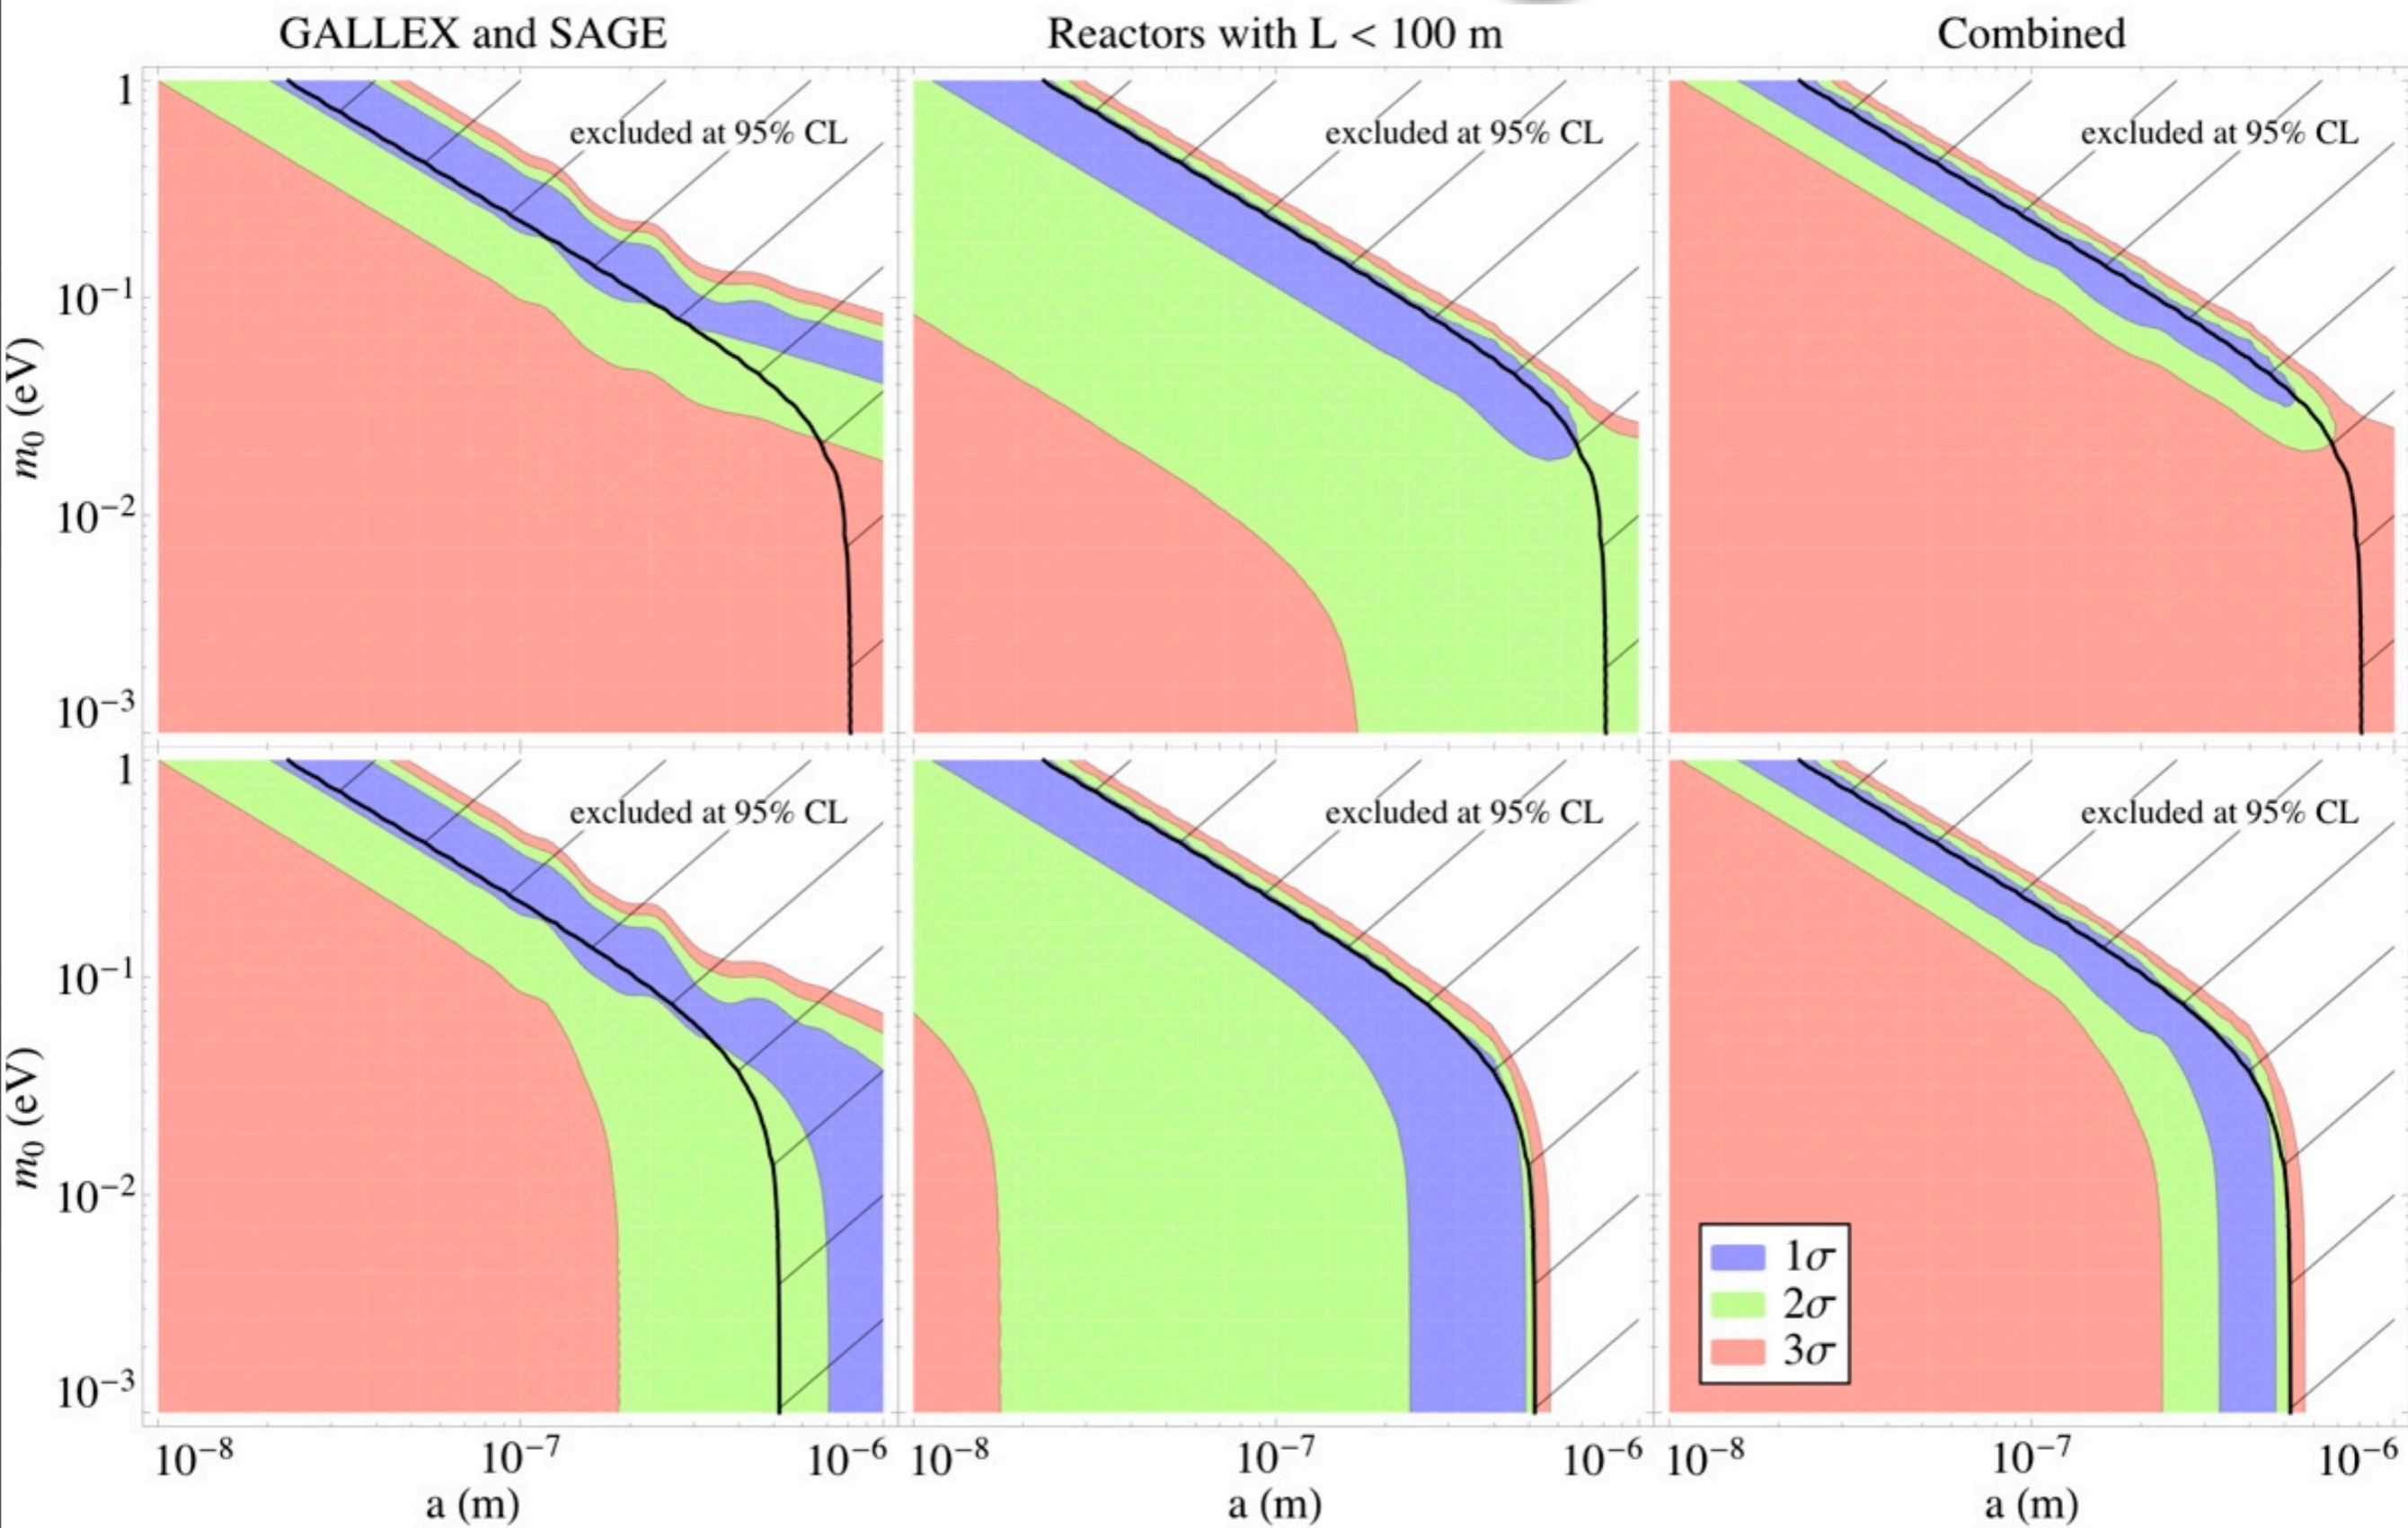 GALLEX and SAGE
Reactors with L < 100 m
Combined
excluded at 95% CL
excluded at 95% CL
excluded at 95% CL
1
10⁻¹
10⁻²
10⁻³
m₀ (eV)
excluded at 95% CL
excluded at 95% CL
excluded at 95% CL
1
10⁻¹
10⁻²
10⁻³
m₀ (eV)
1σ
2σ
3σ
10⁻⁸ 10⁻⁷ 10⁻⁶
10⁻⁸ 10⁻⁷ 10⁻⁶
10⁻⁸ 10⁻⁷ 10⁻⁶
a (m)
a (m)
a (m)